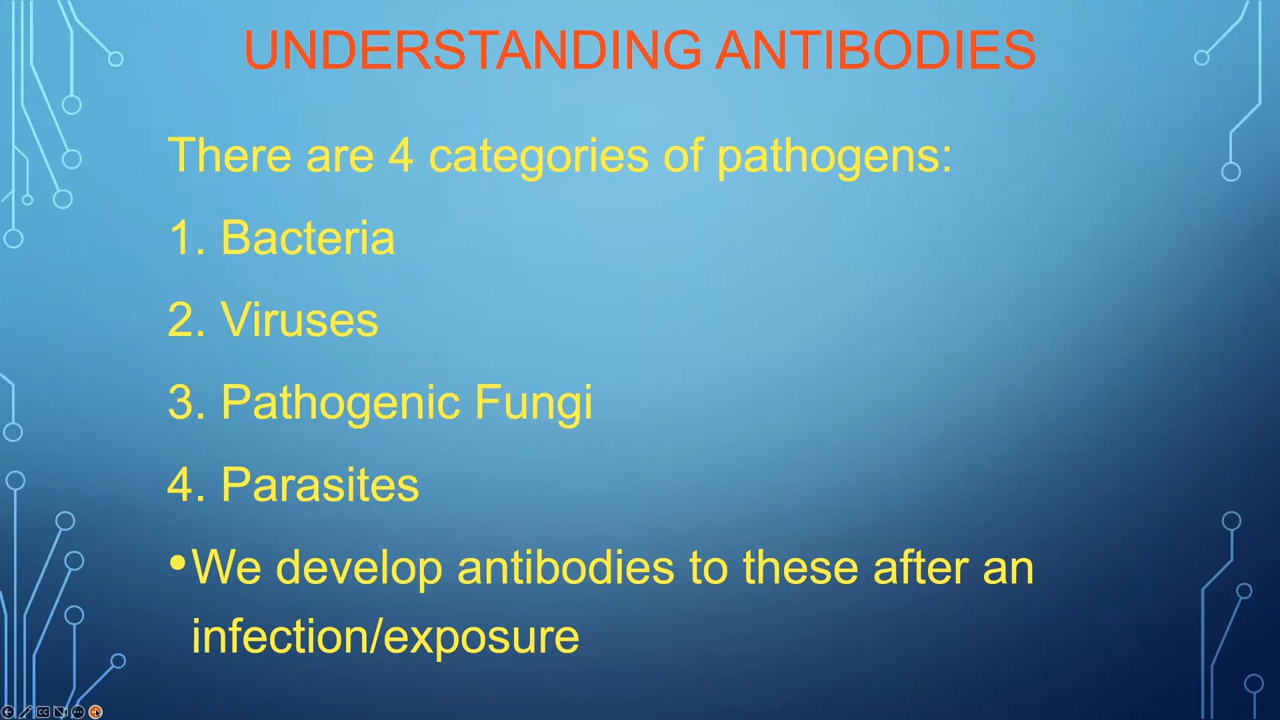 UNDERSTANDING ANTIBODIES
There are 4 categories of pathogens:
1. Bacteria
2. Viruses
3. Pathogenic Fungi
4. Parasites
•We develop antibodies to these after an
infection/exposure